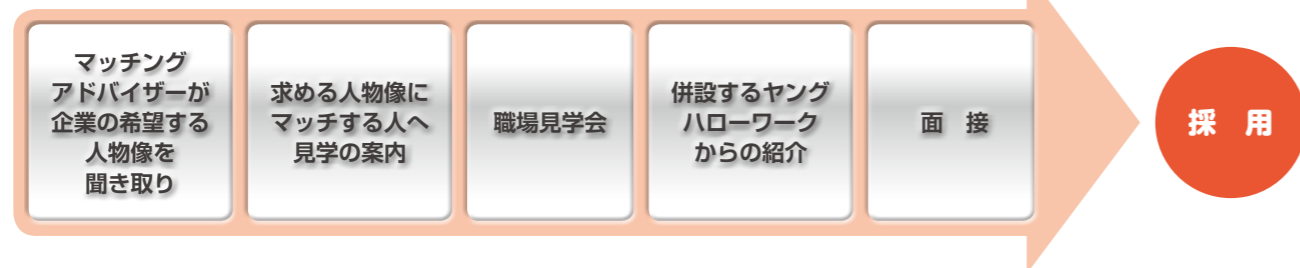 マッチング
アドバイザーが
企業の希望する
人物像を
聞き取り
求める人物像に
マッチする人へ
見学の案内
職場見学会
併設するヤング
ハローワーク
からの紹介
面　接
採　用